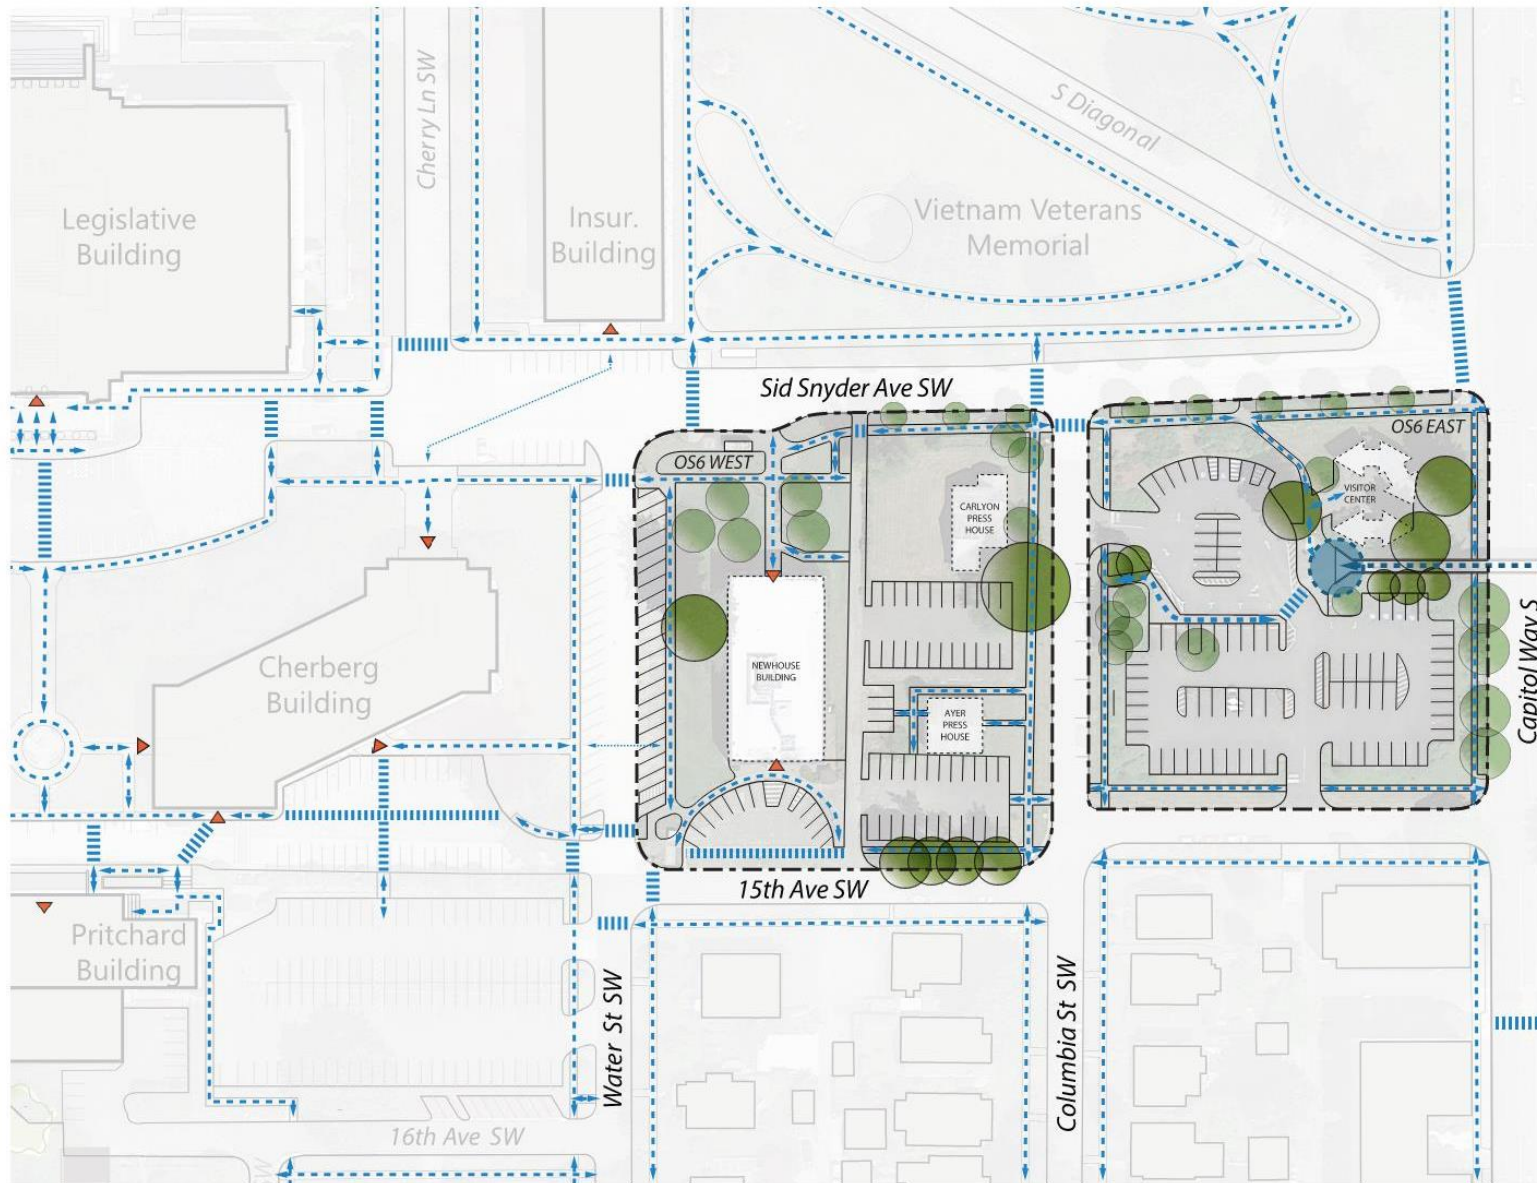 Cherry Ln SW
S Diagonal
Legislative
Building
Insur.
Building
Vietnam Veterans
Memorial
Sid Snyder Ave SW
OS6 WEST
OS6 EAST
VISITOR
CENTER
CARLYON
PRESS
HOUSE
Capitol Way S
NEWHOUSE
BUILDING
Cherberg
Building
AYER
PRESS
HOUSE
15th Ave SW
Pritchard
Building
Water St SW
Columbia St SW
16th Ave SW
SW